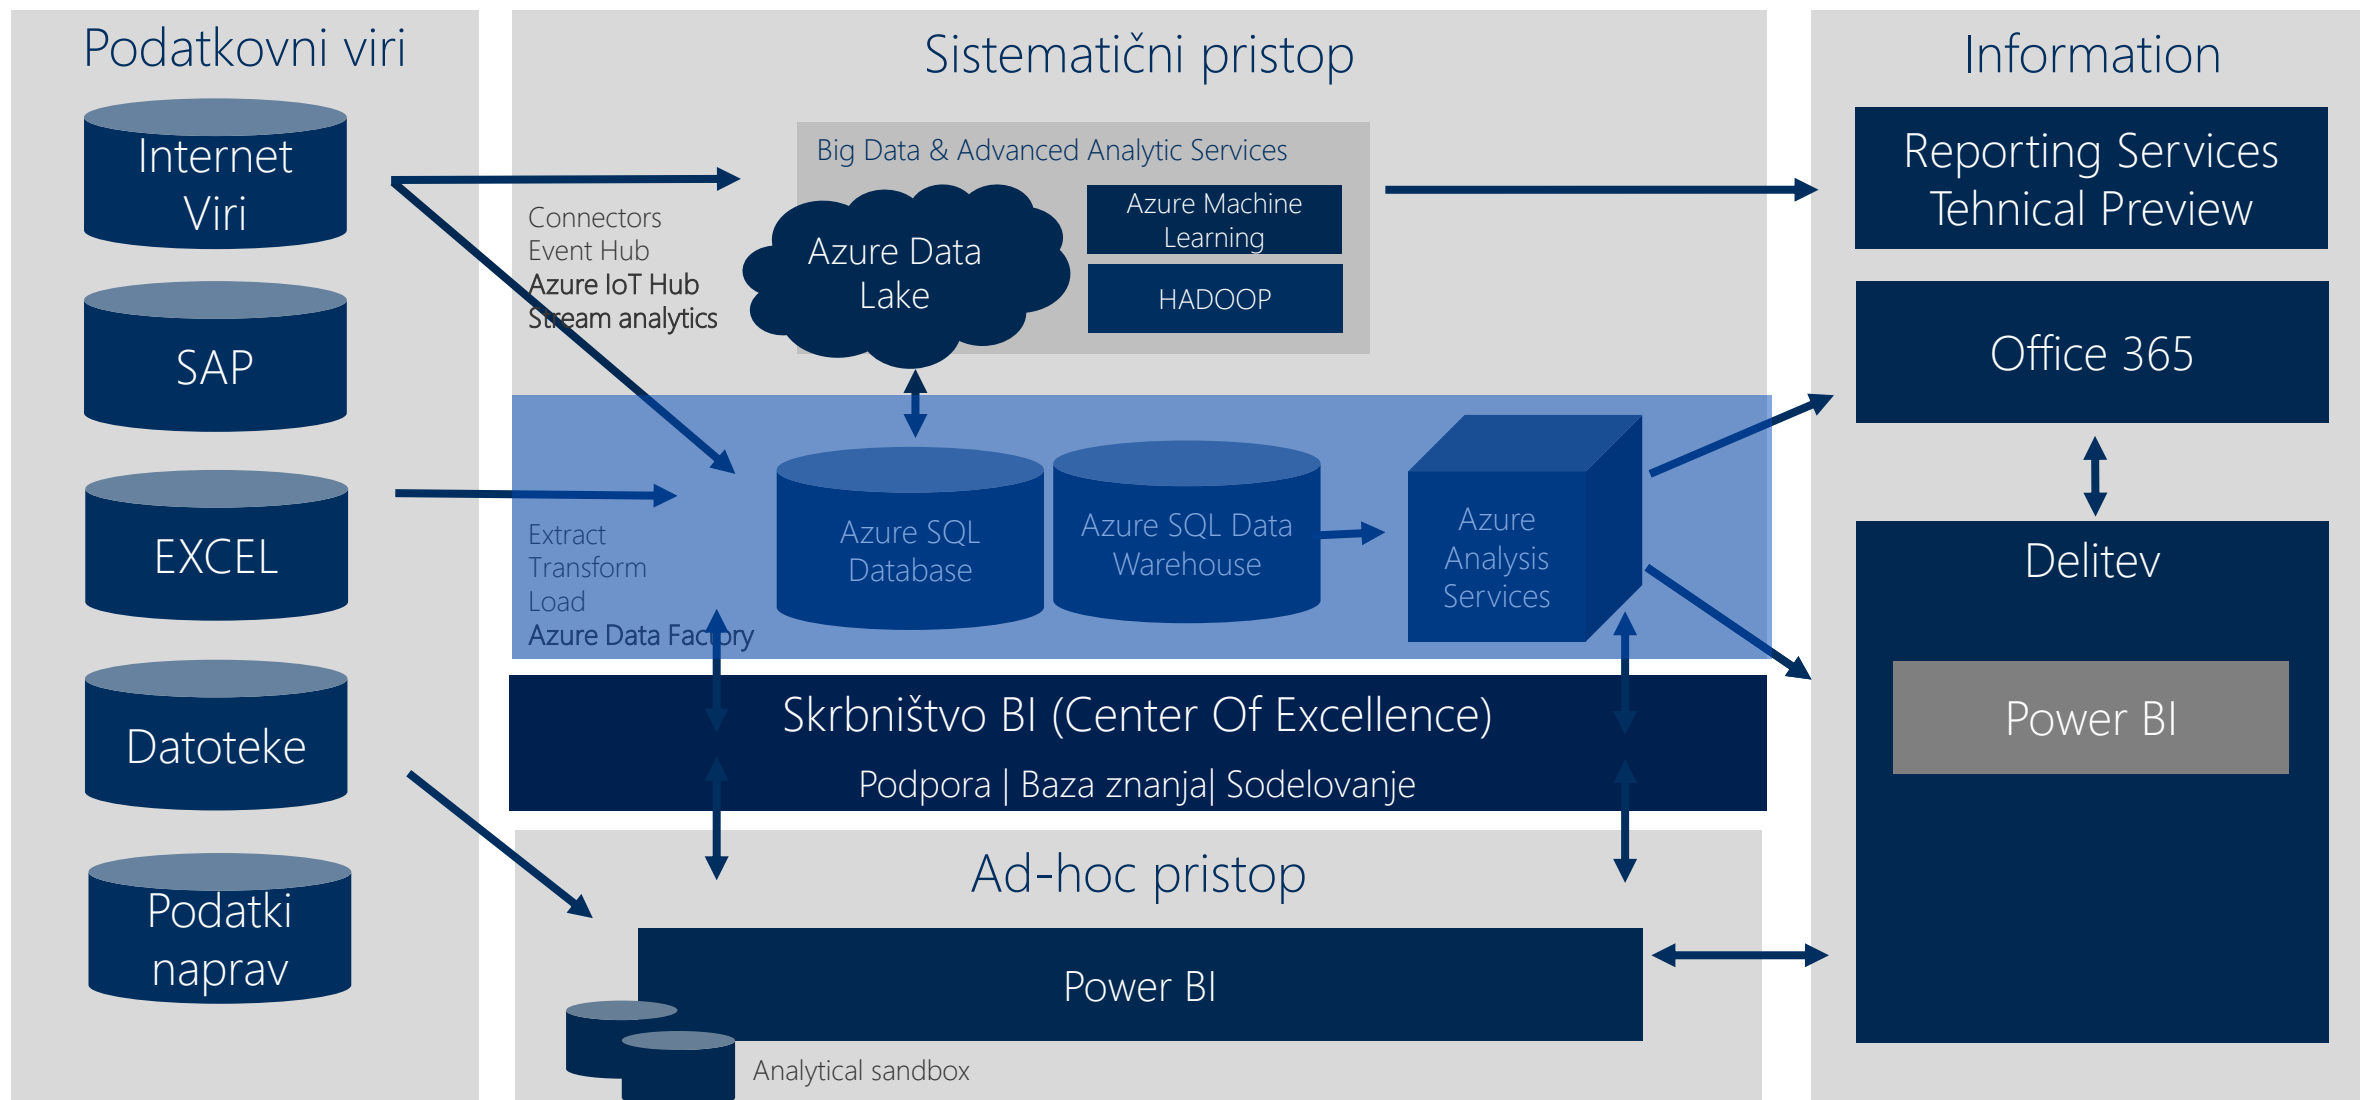 Podatkovni viri
Internet
Viri
SAP
EXCEL
Datoteke
Podatki
naprav
Sistematični pristop
Big Data & Advanced Analytic Services
Connectors
Event Hub
Azure IoT Hub
Stream analytics
Azure Data
Lake
Azure Machine
Learning
HADOOP
Extract
Transform
Load
Azure Data Factory
Azure SQL
Database
Azure SQL Data
Warehouse
Azure
Analysis
Services
Skrbništvo BI (Center Of Excellence)
Podpora | Baza znanja| Sodelovanje
Ad-hoc pristop
Power BI
Analytical sandbox
Information
Reporting Services
Tehnical Preview
Office 365
Delitev
Power BI